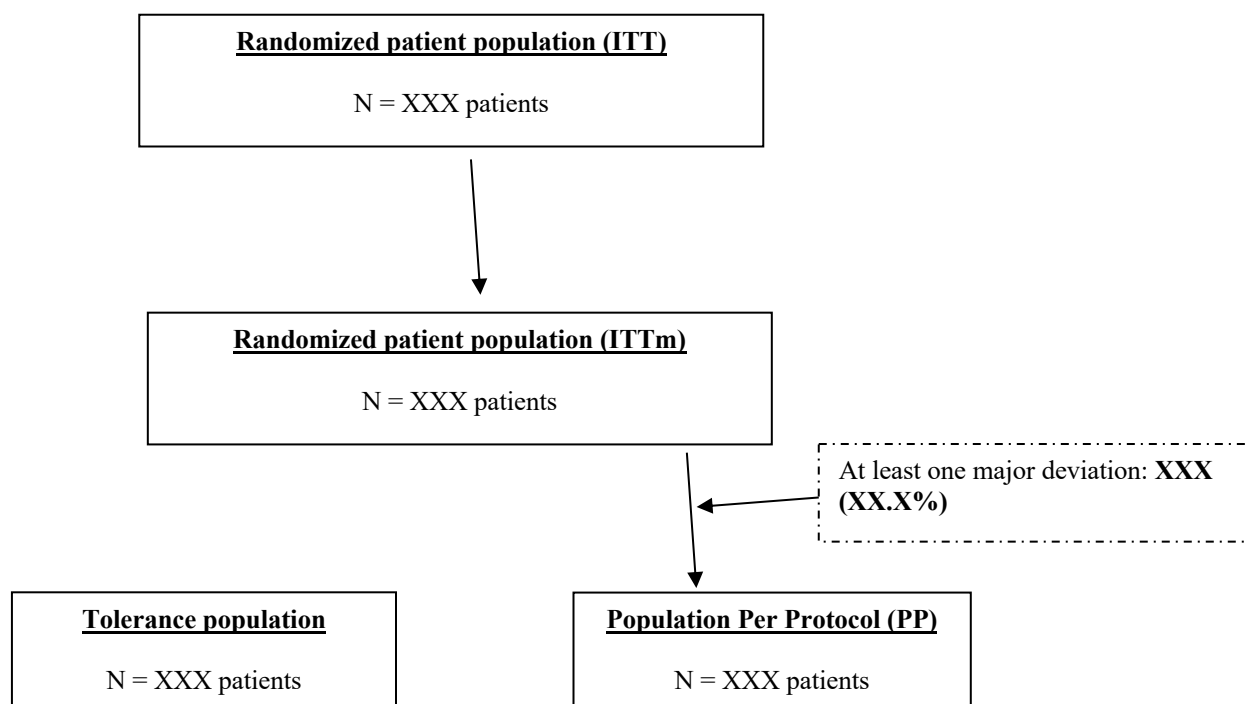 Randomized patient population (ITT)
N = XXX patients
Randomized patient population (ITTm)
N = XXX patients
At least one major deviation: XXX
(XX.X%)
Tolerance population
N = XXX patients
Population Per Protocol (PP)
N = XXX patients